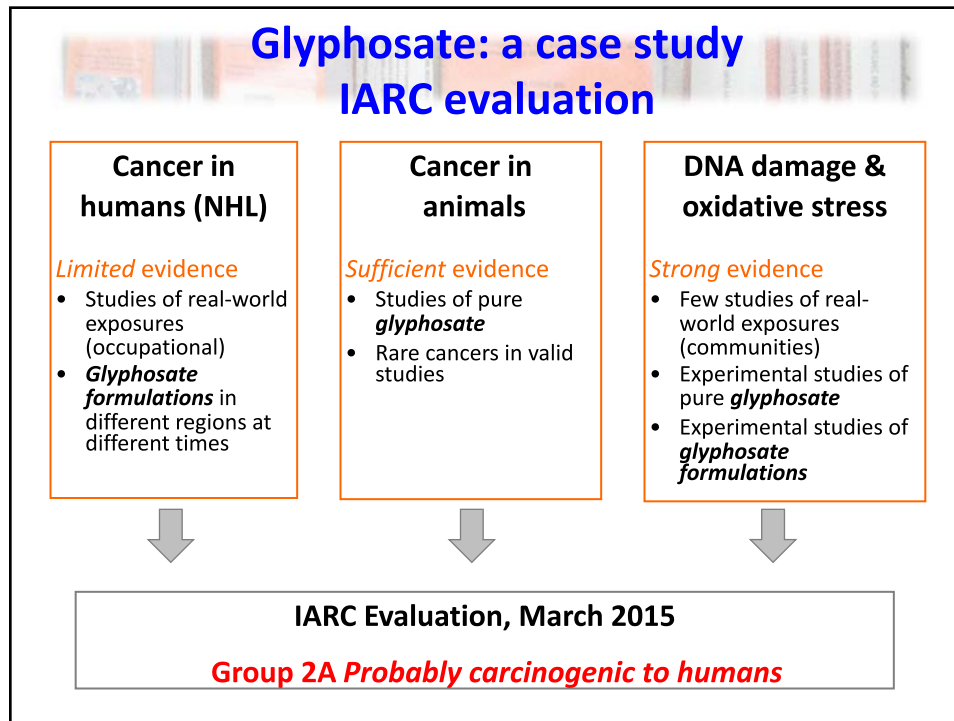 Glyphosate: a case study
IARC evaluation
Cancer in
humans (NHL)
Limited evidence
• Studies of real-world
exposures
(occupational)
• Glyphosate
formulations in
different regions at
different times
Cancer in
animals
Sufficient evidence
• Studies of pure
glyphosate
• Rare cancers in valid
studies
DNA damage &
oxidative stress
Strong evidence
• Few studies of real-
world exposures
(communities)
• Experimental studies of
pure glyphosate
• Experimental studies of
glyphosate
formulations
IARC Evaluation, March 2015
Group 2A Probably carcinogenic to humans